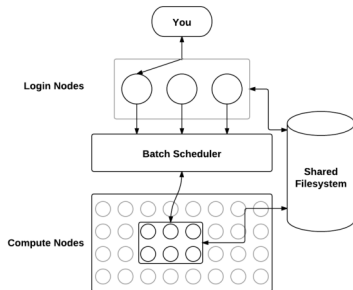 You
Login Nodes
Batch Scheduler
Shared
Filesystem
Compute Nodes